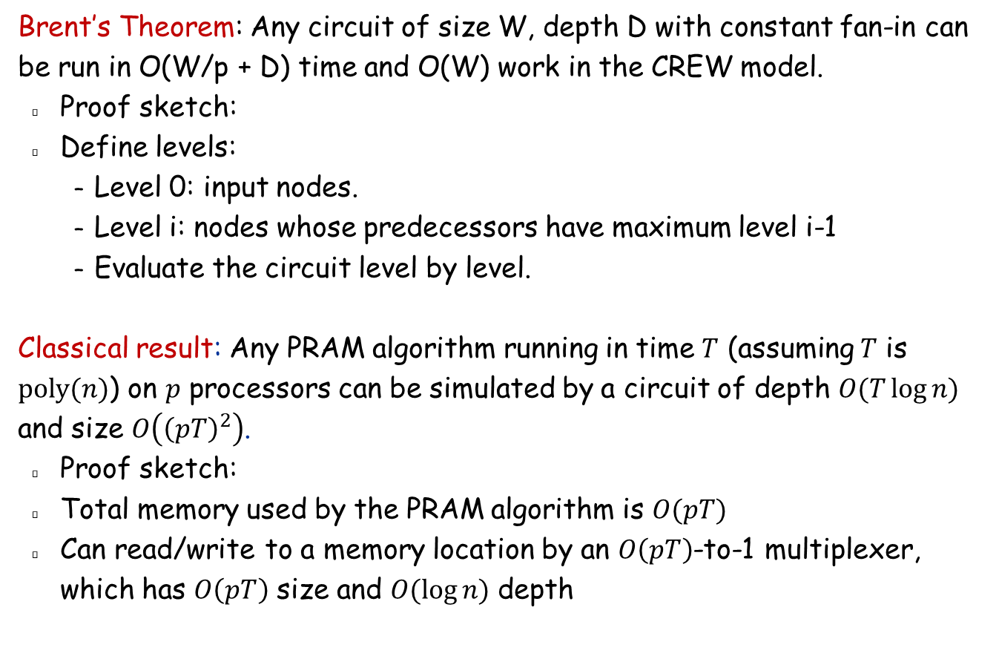 Brent's Theorem: Any circuit of size W, depth D with constant fan-in can
be run in O(W/p + D) time and O(W) work in the CREW model.
▯ Proof sketch:
▯ Define levels:
- Level 0: input nodes.
- Level i: nodes whose predecessors have maximum level i-1
- Evaluate the circuit level by level.
Classical result: Any PRAM algorithm running in time T (assuming T is
poly(n)) on p processors can be simulated by a circuit of depth O(T log n)
and size O((pT)²).
▯ Proof sketch:
▯ Total memory used by the PRAM algorithm is O(pT)
▯ Can read/write to a memory location by an O(pT)-to-1 multiplexer,
which has O(pT) size and O(log n) depth